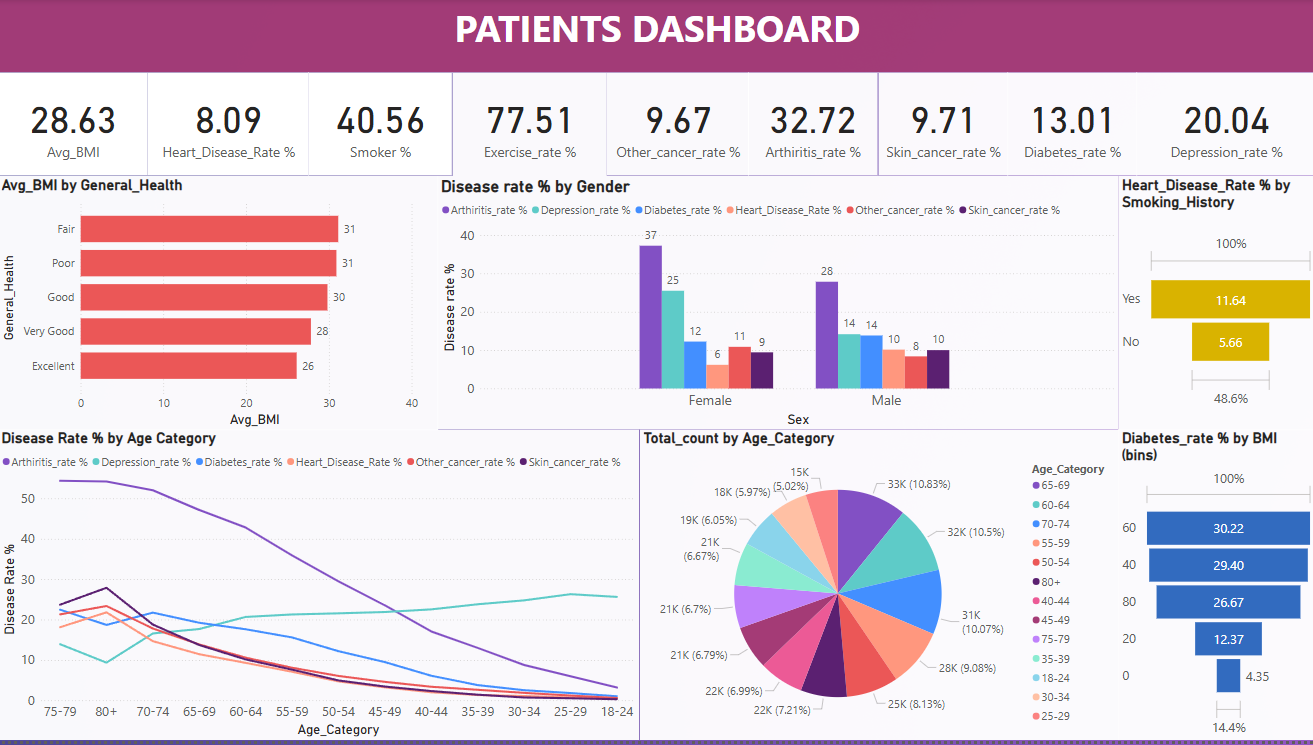 PATIENTS DASHBOARD
28.63
Avg_BMI
8.09
Heart_Disease_Rate %
40.56
Smoker %
77.51
Exercise_rate %
9.67
Other_cancer_rate %
32.72
Arthiritis_rate %
9.71
Skin_cancer_rate %
13.01
Diabetes_rate %
20.04
Depression_rate %
Avg_BMI by General_Health
General_Health
Fair 31
Poor 31
Good 30
Very Good 28
Excellent 26
0 10 20 30 40
Avg_BMI
Disease rate % by Gender
Arthiritis_rate % Depression_rate % Diabetes_rate % Heart_Disease_Rate % Other_cancer_rate % Skin_cancer_rate %
Disease rate %
40
30
20
10
0
37 25 12 6 11 9
28 14 14 10 8 10
Female Male
Sex
Heart_Disease_Rate % by
Smoking_History
100%
Yes 11.64
No 5.66
48.6%
Disease Rate % by Age Category
Arthiritis_rate % Depression_rate % Diabetes_rate % Heart_Disease_Rate % Other_cancer_rate % Skin_cancer_rate %
Disease Rate %
50
40
30
20
10
0
75-79 80+ 70-74 65-69 60-64 55-59 50-54 45-49 40-44 35-39 30-34 25-29 18-24
Age_Category
Total_count by Age_Category
33K (10.83%)
32K (10.5%)
31K
(10.07%)
28K (9.08%)
25K (8.13%)
22K (7.21%)
22K (6.99%)
21K (6.79%)
21K (6.7%)
21K
(6.67%)
19K (6.05%)
18K (5.97%)
15K
(5.02%)
Age_Category
65-69
60-64
70-74
55-59
50-54
80+
40-44
45-49
75-79
35-39
18-24
30-34
25-29
Diabetes_rate % by BMI
(bins)
100%
60 30.22
40 29.40
80 26.67
20 12.37
0 4.35
14.4%